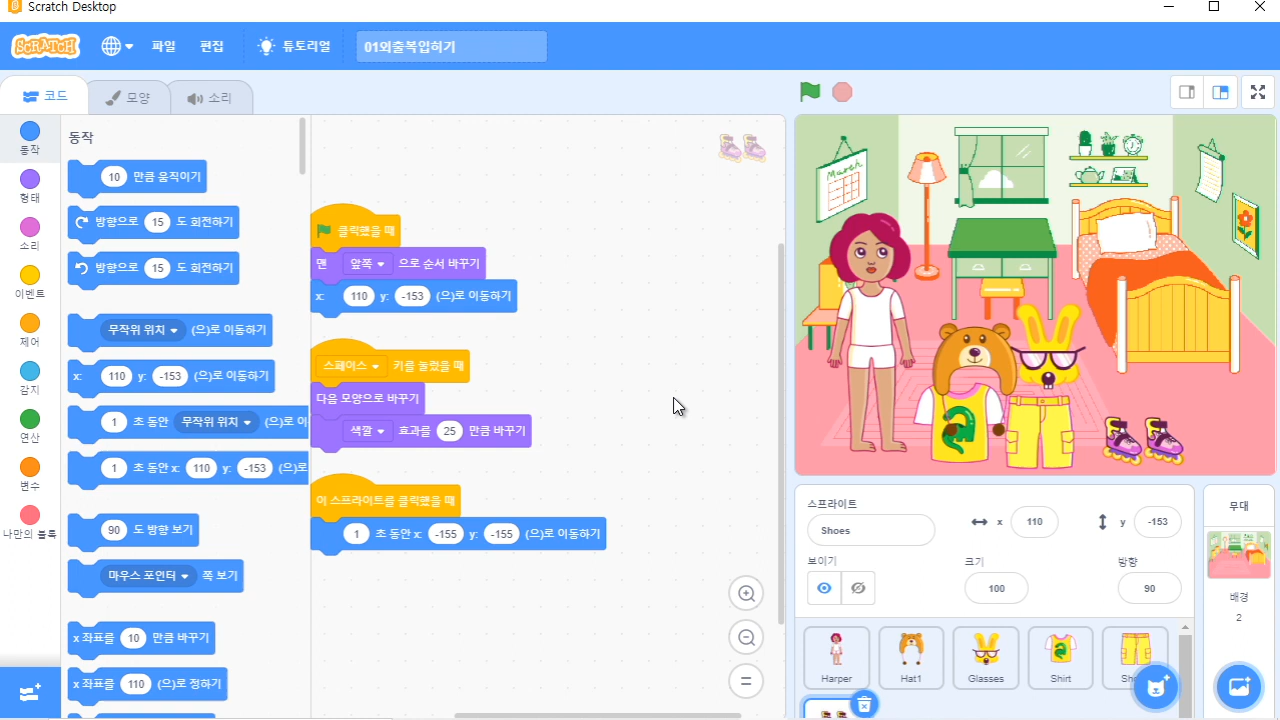 Scratch Desktop
SCRATCH
파일
편집
튜토리얼
01외출복입히기
코드
모양
소리
동작
형태
소리
이벤트
제어
감지
연산
변수
나만의 블록
동작
10 만큼 움직이기
방향으로 15 도 회전하기
방향으로 15 도 회전하기
무작위 위치 (으)로 이동하기
x: 110 y: -153 (으)로 이동하기
1 초 동안 무작위 위치 (으)로 이
1 초 동안 x: 110 y: -153 (으)로
90 도 방향 보기
마우스 포인터 쪽 보기
x 좌표를 10 만큼 바꾸기
x 좌표를 110 (으)로 정하기
클릭했을 때
맨 앞쪽 으로 순서 바꾸기
x: 110 y: -153 (으)로 이동하기
스페이스 키를 눌렀을 때
다음 모양으로 바꾸기
색깔 효과를 25 만큼 바꾸기
이 스프라이트를 클릭했을 때
1 초 동안 x: -155 y: -155 (으)로 이동하기
March
스프라이트
Shoes
x 110
y -153
보이기
크기
100
방향
90
Harper
Hat1
Glasses
Shirt
무대
배경
2